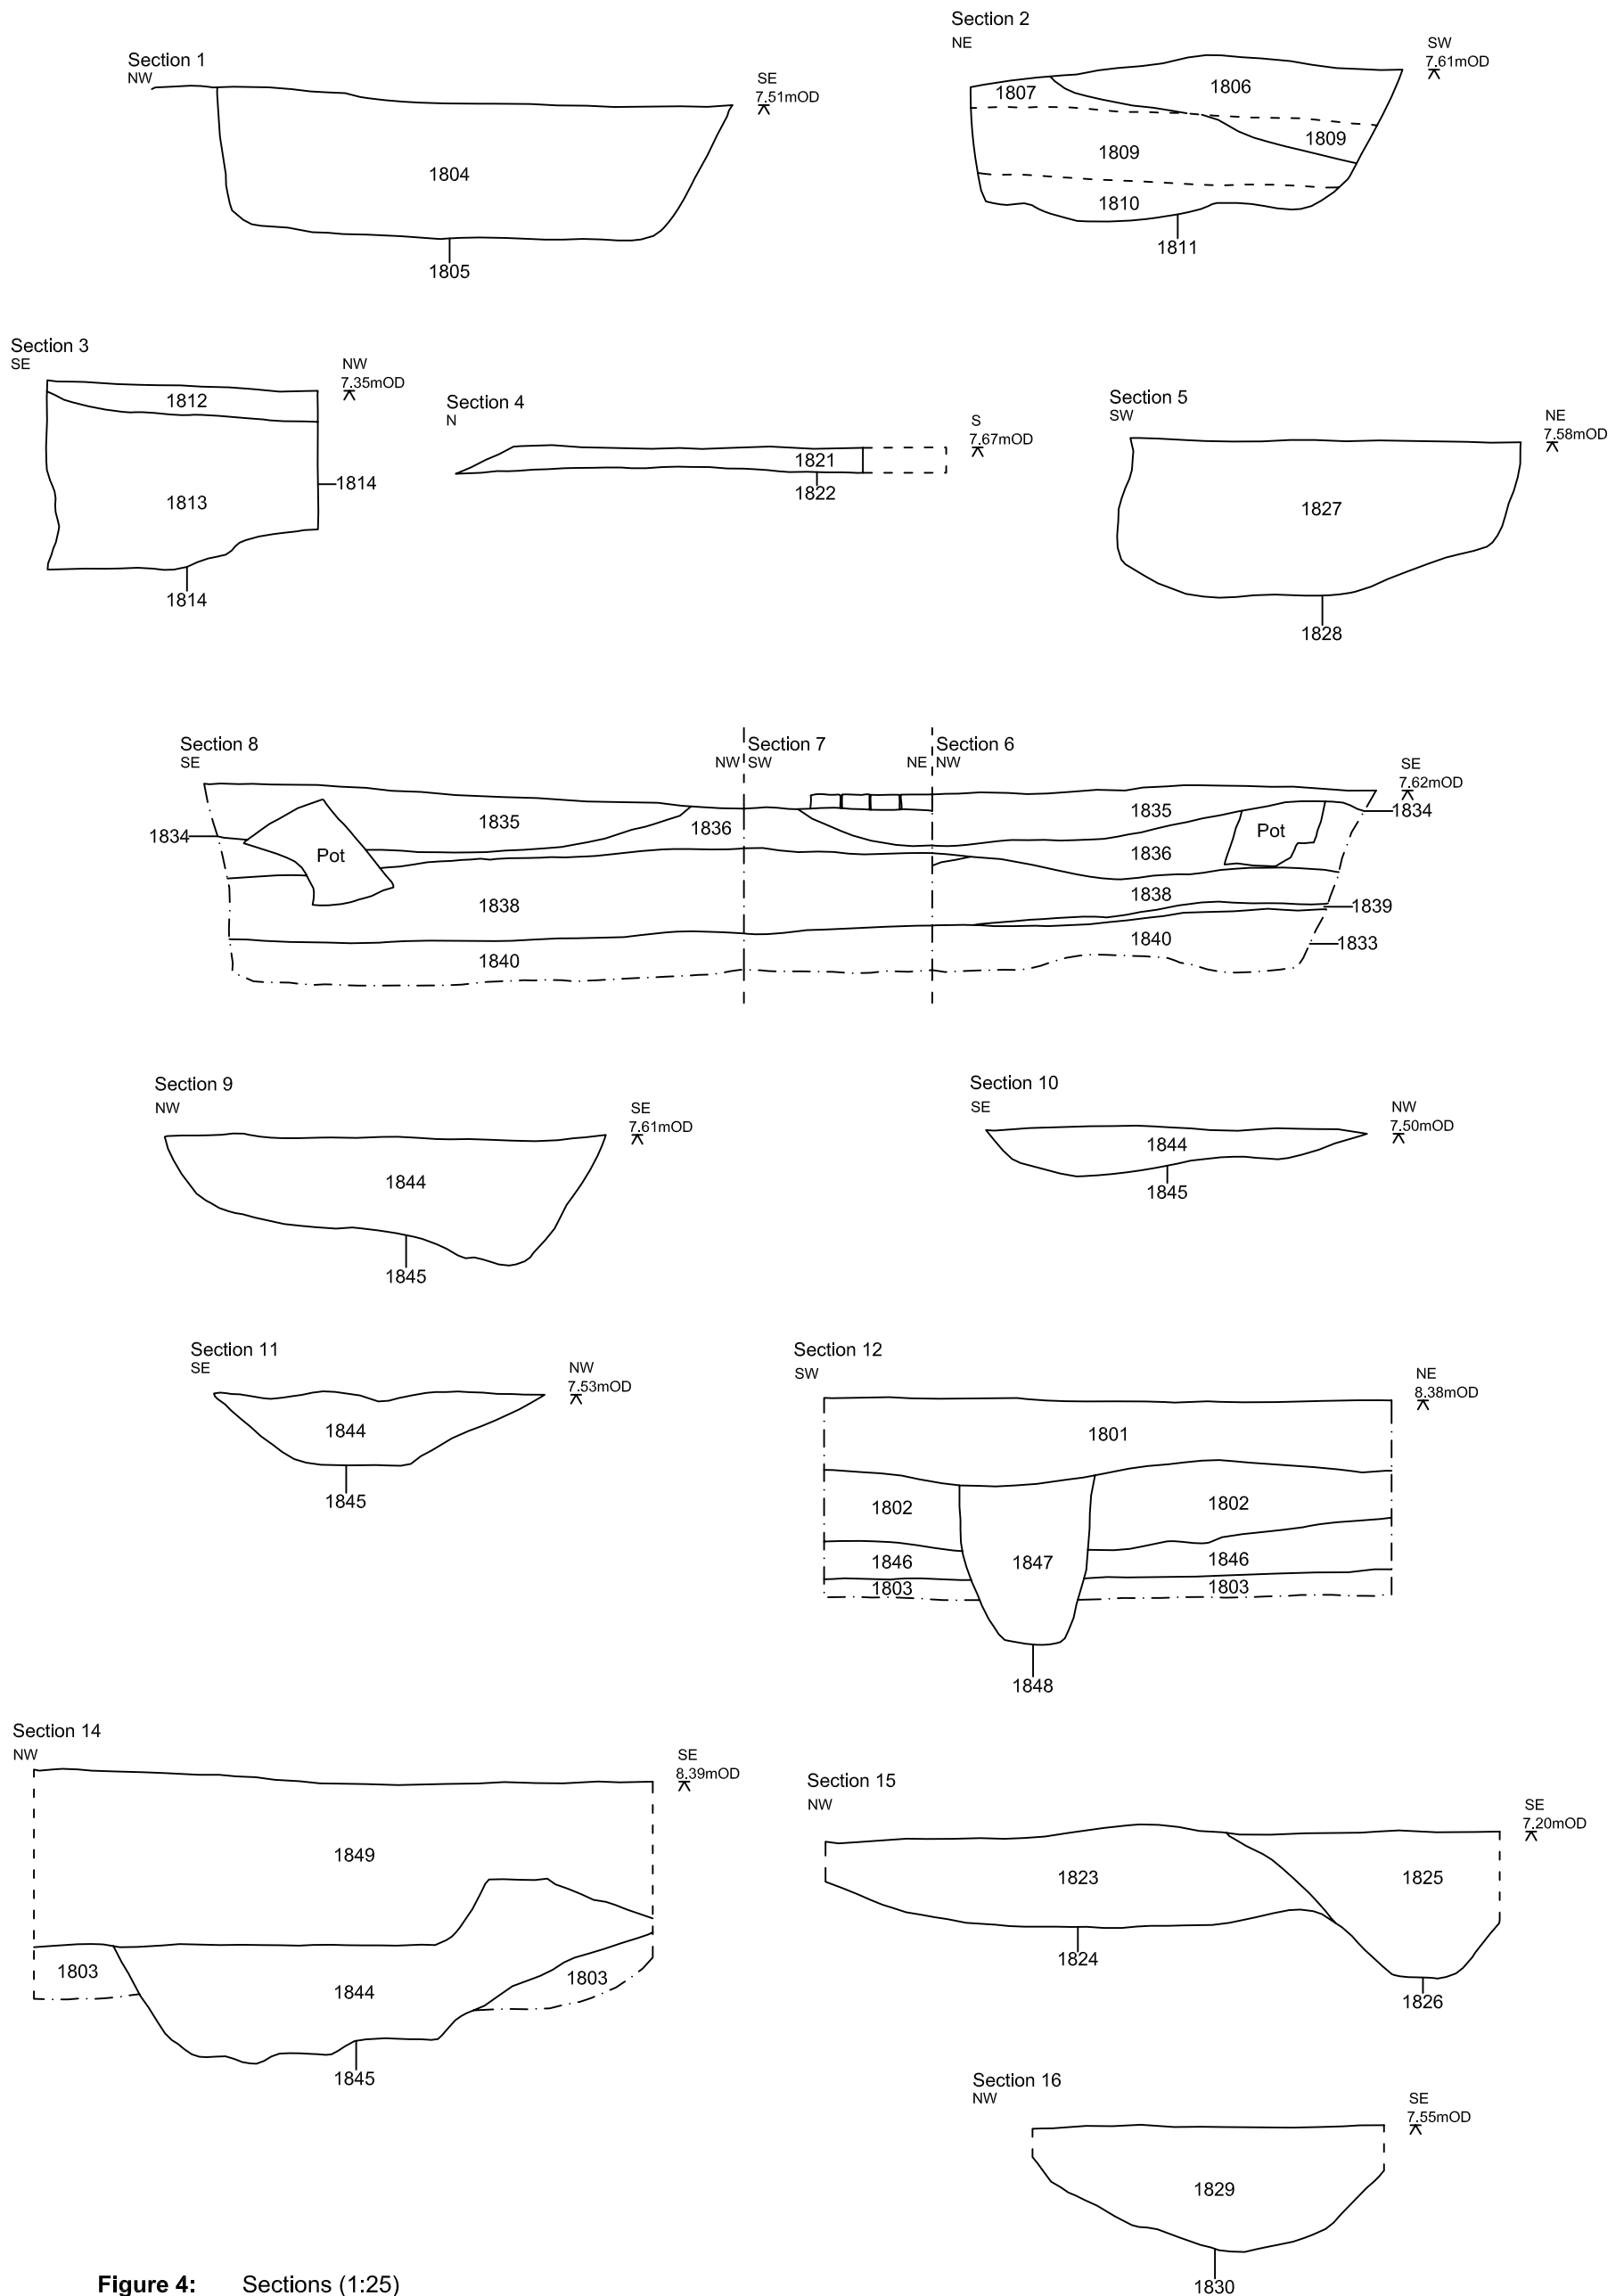 Section 1
NW
SE
7.51mOD
1804
1805
Section 2
NE
SW
7.61mOD
1807
1806
1809
1809
1810
1811
Section 3
SE
NW
7.35mOD
1812
1813
1814
1814
Section 4
N
S
7.67mOD
1821
1822
Section 5
SW
NE
7.58mOD
1827
1828
Section 8
SE
NW
Section 7
SW
NE
Section 6
NW
SE
7.62mOD
1834
1835
1836
Pot
1838
1840
1835
1834
Pot
1836
1838
1839
1840
1833
Section 9
NW
SE
7.61mOD
1844
1845
Section 10
SE
NW
7.50mOD
1844
1845
Section 11
SE
NW
7.53mOD
1844
1845
Section 12
SW
NE
8.38mOD
1801
1802
1802
1846
1847
1846
1803
1803
1848
Section 14
NW
SE
8.39mOD
1849
1803
1844
1803
1845
Section 15
NW
SE
7.20mOD
1823
1825
1824
1826
Section 16
NW
SE
7.55mOD
1829
1830
Figure 4: Sections (1:25)